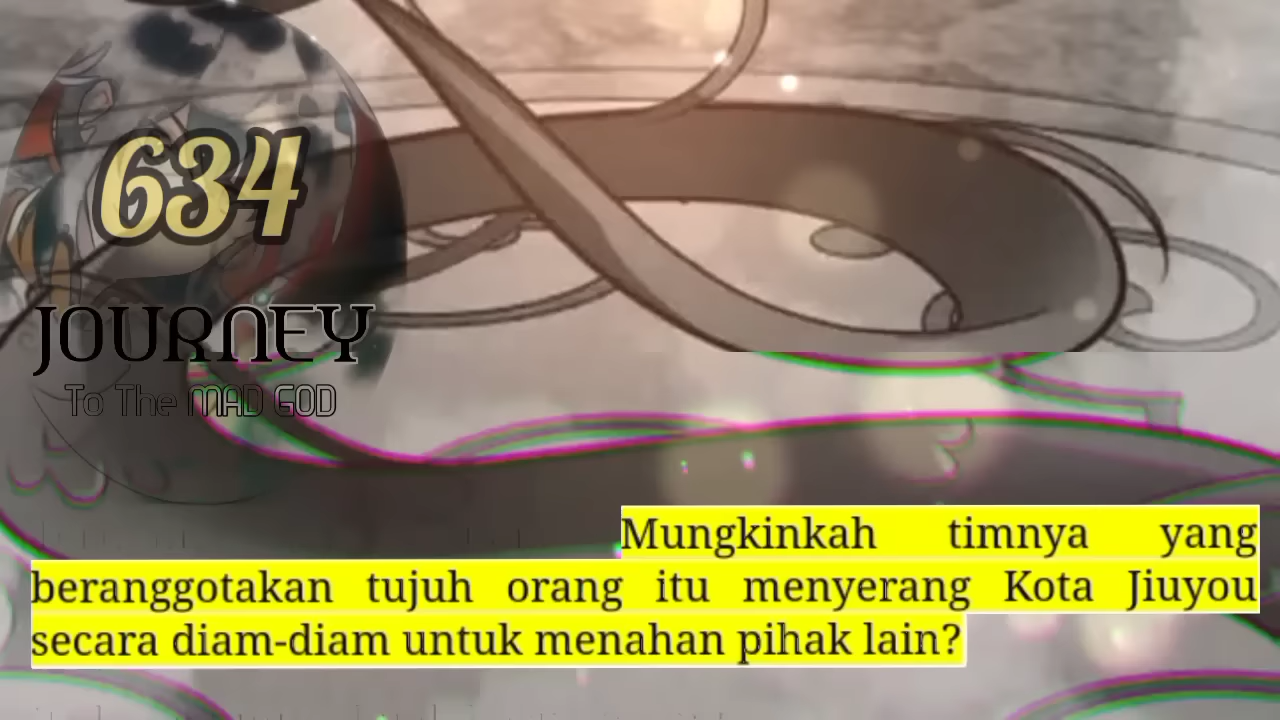 634
JOURNEY
To The MAD GOD
Mungkinkah timnya yang
beranggotakan tujuh orang itu menyerang Kota Jiuyou
secara diam-diam untuk menahan pihak lain?